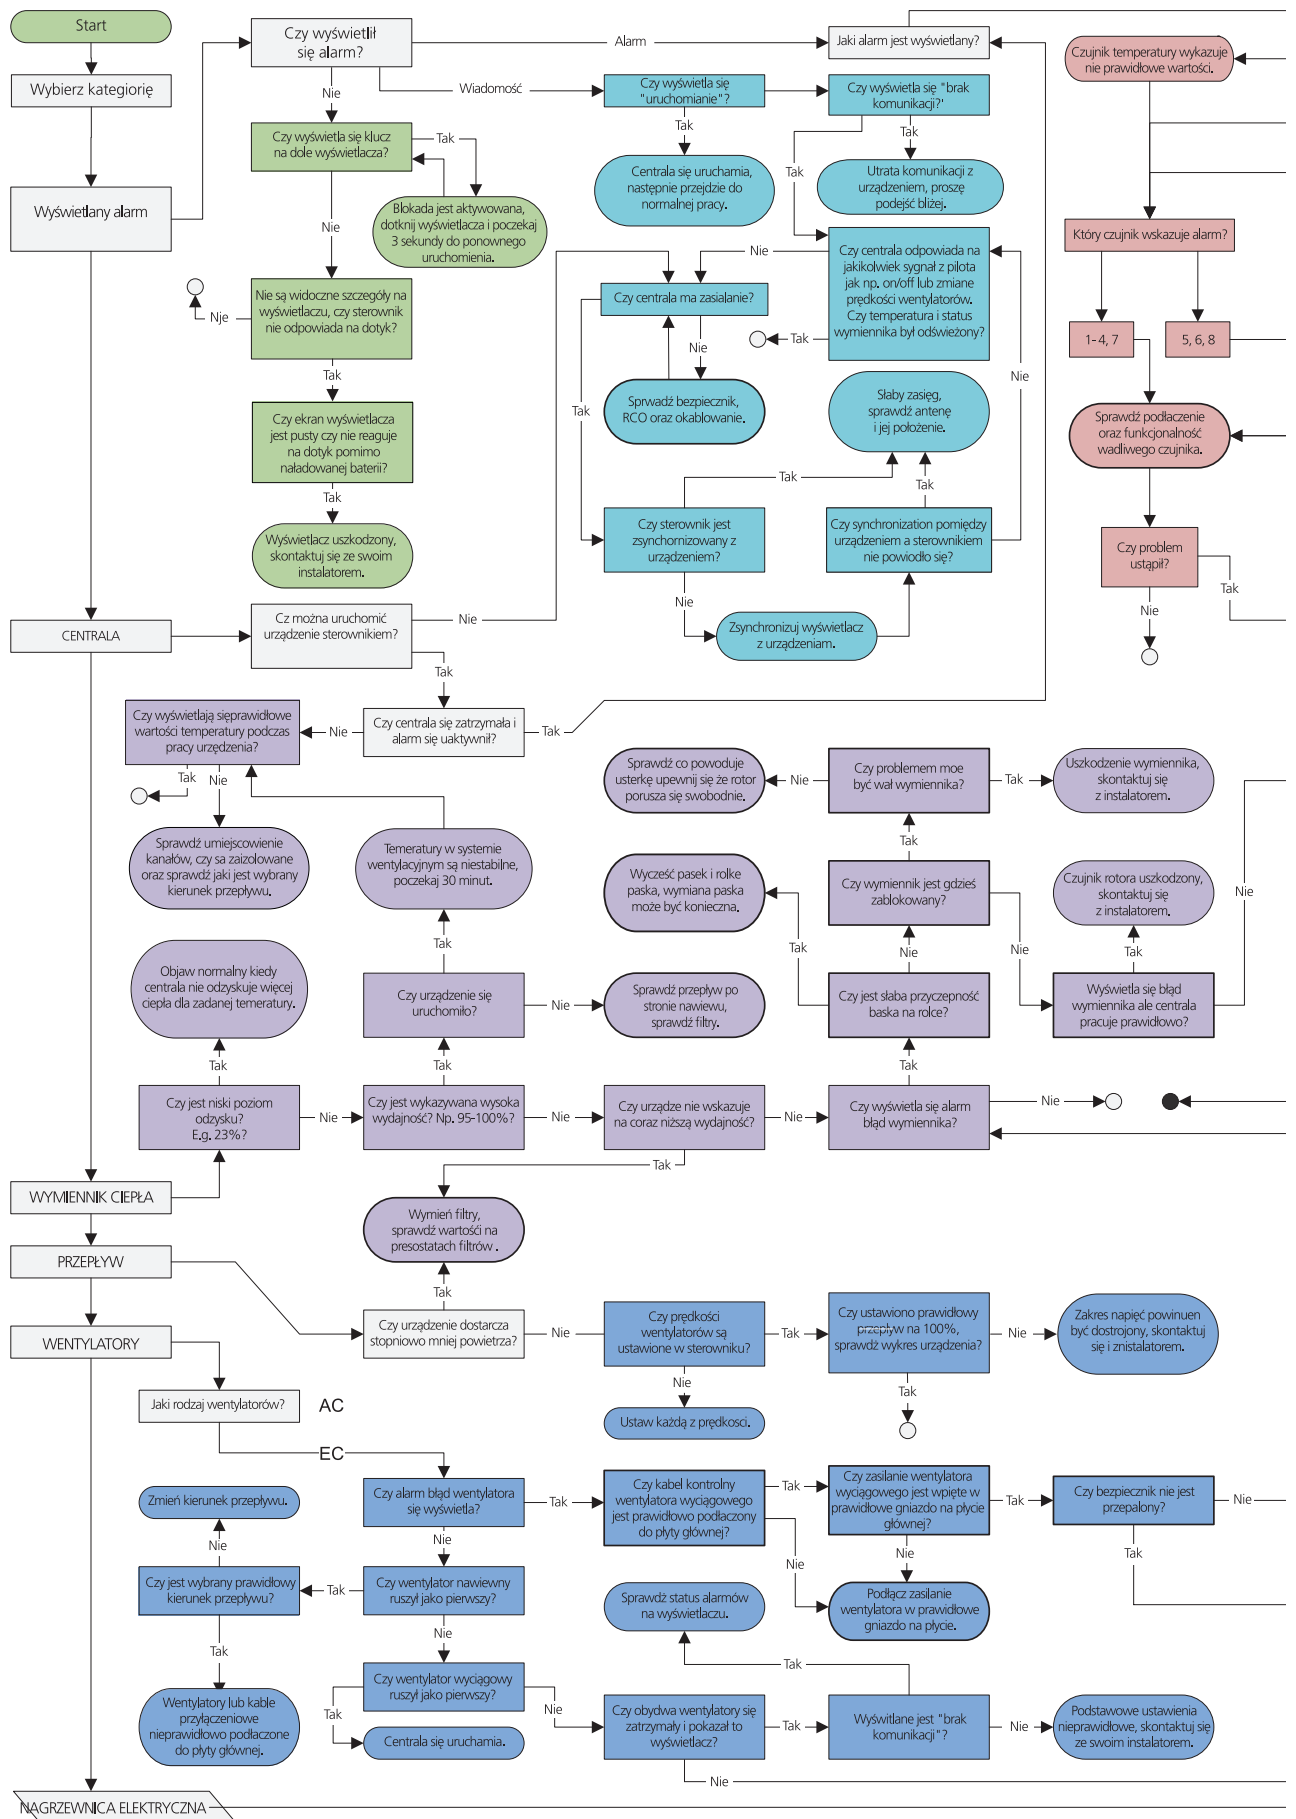 Start
Wybierz kategiorię
Wyświetlany alarm
Czy wyświetlił
się alarm?
Alarm
Wiadomość
Nie
Jaki alarm jest wyświetlany?
Czujnik temperatury wykazuje
nie prawidłowe wartości.
Czy wyświetla się
"uruchomianie"?
Czy wyświetla się "brak
komunikacji?'
Tak
Tak
Tak
Czy wyświetla się klucz
na dole wyświetlacza?
Tak
Centrala się uruchamia,
następnie przejdzie do
normalnej pracy.
Utrata komunikacji z
urządzeniem, proszę
podejść bliżej.
Nie
Blokada jest aktywowana,
dotknij wyświetlacza i poczekaj
3 sekundy do ponownego
uruchomienia.
Który czujnik wskazuje alarm?
Nie
Czy centrala odpowiada na
jakikolwiek sygnał z pilota
jak np. on/off lub zmiane
prędkości wentylatorów.
Czy temperatura i status
wymiennika był odświeżony?
Nie są widoczne szczegóły na
wyświetlaczu, czy sterownik
nie odpowiada na dotyk?
Nje
Czy centrala ma zasialanie?
Tak
Nie
1-4, 7
5, 6, 8
Tak
Nie
Sprwadź bezpiecznik,
RCO oraz okablowanie.
Tak
Słaby zasięg,
sprawdź antenę
i jej położenie.
Czy ekran wyświetlacza
jest pusty czy nie reaguje
na dotyk pomimo
naładowanej baterii?
Sprawdź podłaczenie
oraz funkcjonalność
wadliwego czujnika.
Tak
Tak
Tak
Wyświetlacz uszkodzony,
skontaktuj się ze swoim
instalatorem.
Czy sterownik jest
zsynchornizowany z
urządzeniem?
Czy synchronization pomiędzy
urządzeniem a sterownikiem
nie powiodło się?
Czy problem
ustąpił?
Tak
Nie
Nie
CENTRALA
Cz można uruchomić
urządzenie sterownikiem?
Nie
Zsynchronizuj wyświetlacz
z urządzeniam.
Tak
Czy wyświetlają sięprawidłowe
wartości temperatury podczas
pracy urzędzenia?
Nie
Czy centrala się zatrzymała i
alarm się uaktywnił?
Tak
Tak
Nie
Sprawdź co powoduje
usterkę upewnij się że rotor
porusza się swobodnie.
Nie
Czy problemem moe
być wał wymiennika?
Tak
Uszkodzenie wymiennika,
skontaktuj się
z instalatorem.
Sprawdź umiejscowienie
kanałów, czy sa zaizolowane
oraz sprawdź jaki jest wybrany
kierunek przepływu.
Temeratury w systemie
wentylacyjnym są niestabilne,
poczekaj 30 minut.
Tak
Wycześć pasek i rolke
paska, wymiana paska
może być konieczna.
Czy wymiennik jest gdzieś
zablokowany?
Czujnik rotora uszkodzony,
skontaktuj się
z instalatorem.
Nie
Tak
Tak
Nie
Nie
Tak
Objaw normalny kiedy
centrala nie odzyskuje więcej
ciepła dla zadanej temeratury.
Czy urządzenie się
uruchomiło?
Nie
Sprawdź przepływ po
stronie nawiewu,
sprawdź filtry.
Czy jest słaba przyczepność
baska na rolce?
Wyświetla się błąd
wymiennika ale centrala
pracuje prawidłowo?
Tak
Tak
Tak
Czy jest niski poziom
odzysku?
E.g. 23%?
Nie
Czy jest wykazywana wysoka
wydajność? Np. 95-100%?
Nie
Czy urządze nie wskazuje
na coraz niższą wydajność?
Nie
Czy wyświetla się alarm
błąd wymiennika?
Nie
Tak
WYMIENNIK CIEPŁA
Wymień filtry,
sprawdź wartośći na
presostatach filtrów .
PRZEPŁYW
Tak
WENTYLATORY
Czy urządzenie dostarcza
stopniowo mniej powietrza?
Nie
Czy prędkości
wentylatorów są
ustawione w sterowniku?
Tak
Czy ustawiono prawidłowy
przepływ na 100%,
sprawdź wykres urządzenia?
Nie
Zakres napięć powinuen
być dostrojony, skontaktuj
się i znistalatorem.
Nie
Tak
Jaki rodzaj wentylatorów?
AC
Ustaw każdą z prędkosci.
EC
Zmień kierunek przepływu.
Czy alarm błąd wentylatora
się wyświetla?
Tak
Czy kabel kontrolny
wentylatora wyciągowego
jest prawidłowo podłaczony
do płyty głównej?
Tak
Czy zasilanie wentylatora
wyciągowego jest wpięte w
prawidłowe gniazdo na płycie
głównej?
Tak
Czy bezpiecznik nie jest
przepalony?
Nie
Nie
Nie
Nie
Nie
Tak
Czy jest wybrany prawidłowy
kierunek przepływu?
Tak
Czy wentylator nawiewny
ruszył jako pierwszy?
Sprawdź status alarmów
na wyświetlaczu.
Podłącz zasilanie
wentylatora w prawidłowe
gniazdo na płycie.
Tak
Nie
Tak
Czy wentylator wyciągowy
ruszył jako pierwszy?
Wentylatory lub kable
przyłączeniowe
nieprawidłowo podłaczone
do płyty głównej.
Tak
Nie
Centrala się uruchamia.
Czy obydwa wentylatory się
zatrzymały i pokazał to
wyświetlacz?
Tak
Wyświtlane jest "brak
komunikacji"?
Nie
Podstawowe ustawienia
nieprawidłowe, skontaktuj się
ze swoim instalatorem.
Nie
NAGRZEWNICA ELEKTRYCZNA